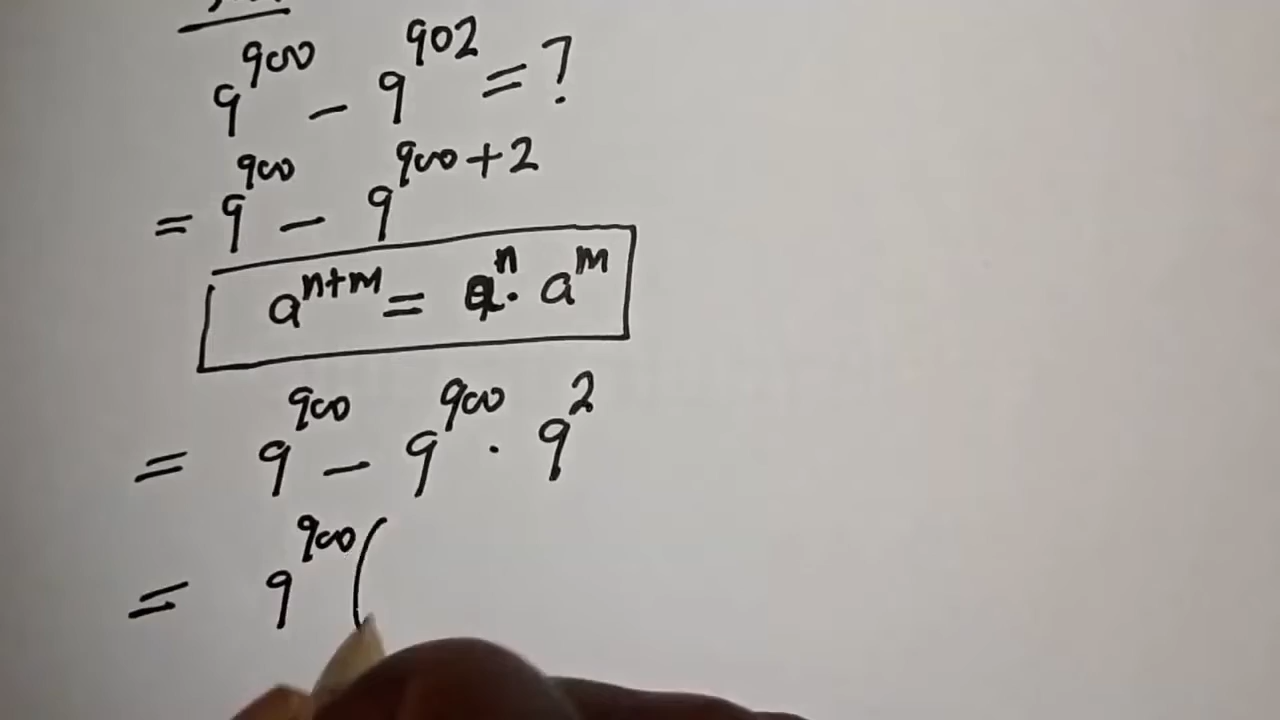 9^900 - 9^902 = ?
= 9^900 - 9^900+2
a^n+m = a^n · a^m
= 9^900 - 9^900 · 9^2
= 9^900 (